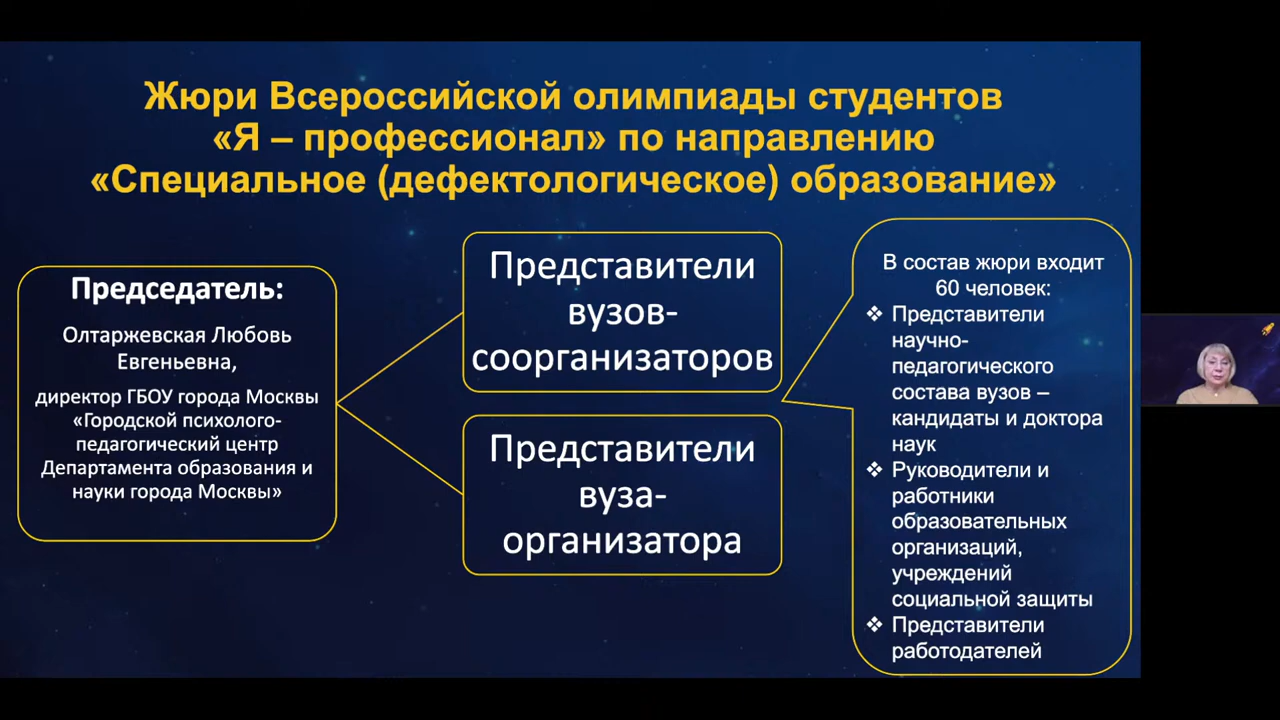 Жюри Всероссийской олимпиады студентов
«Я – профессионал» по направлению
«Специальное (дефектологическое) образование»
Председатель:
Олтаржевская Любовь
Евгеньевна,
директор ГБОУ города Москвы
«Городской психолого-
педагогический центр
Департамента образования и
науки города Москвы»
Представители
вузов-
соорганизаторов
Представители
вуза-
организатора
В состав жюри входит
60 человек:
❖ Представители
научно-
педагогического
состава вузов –
кандидаты и доктора
наук
❖ Руководители и
работники
образовательных
организаций,
учреждений
социальной защиты
❖ Представители
работодателей